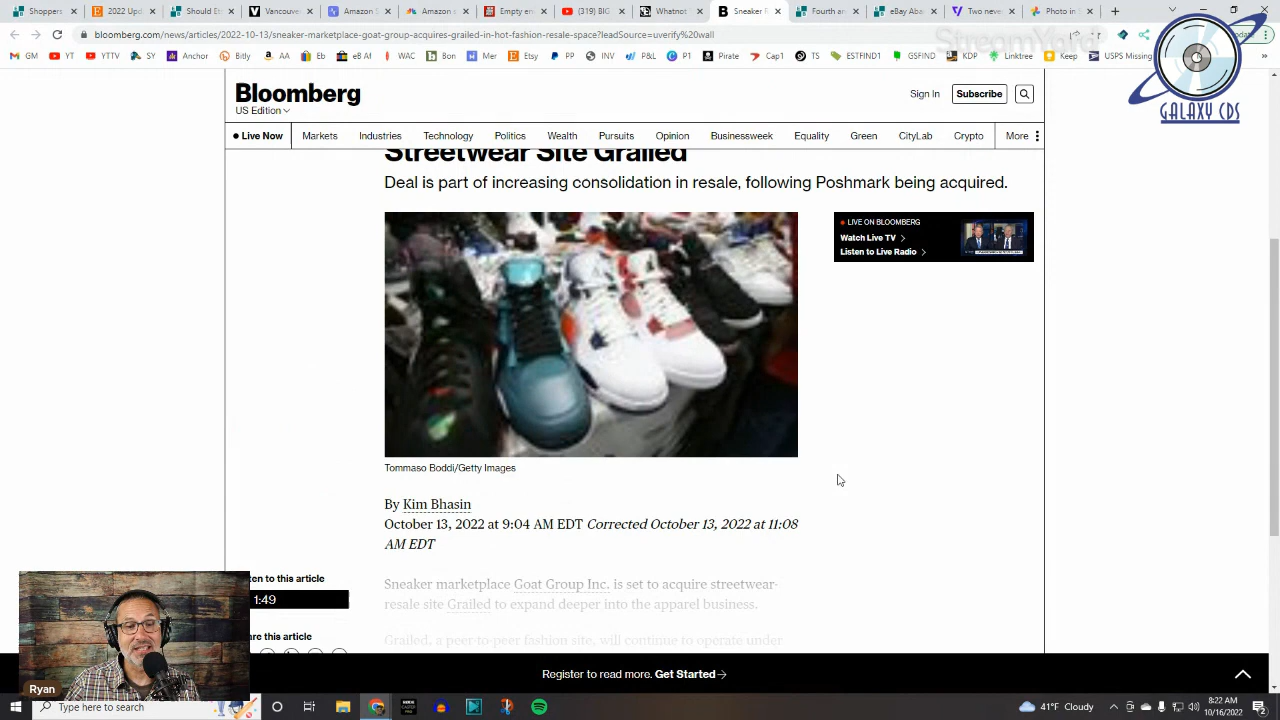 Shoppers
2022 Upd
Should Ets
Vancouver
Amazon S
Amazon s
Empty en
(319) BIG
Whatnot
Sneaker R
Fourth an
eBay Aban
Two new
Photo in S
bloomberg.com/news/articles/2022-10-13/sneaker-marketplace-goat-group-acquires-grailed-in-hot-fashion-resale-space?leadSource=uverify%20wall
StreamYard
GM YT YTTV SY Anchor Bitly AA Eb eB Af WAC Bon Mer Etsy PP INV P&L P1 Pirate Cap1 TS ESTFIND1 GSFIND KDP Linktree Keep USPS Missing
GALAXY CDS
Bloomberg
US Edition
Sign In Subscribe
Live Now Markets Industries Technology Politics Wealth Pursuits Opinion Businessweek Equality Green CityLab Crypto More
Streetwear Site Grailed
Deal is part of increasing consolidation in resale, following Poshmark being acquired.
LIVE ON BLOOMBERG
Watch Live TV
Listen to Live Radio
Tommaso Boddi/Getty Images
By Kim Bhasin
October 13, 2022 at 9:04 AM EDT Corrected October 13, 2022 at 11:08
AM EDT
ten to this article
1:49
Sneaker marketplace Goat Group Inc. is set to acquire streetwear-
resale site Grailed to expand deeper into the apparel business.
are this article
Grailed, a peer-to-peer fashion site, will continue to operate under
Register to read more. Get Started
Ryan
Type here to search
41°F Cloudy
8:22 AM
10/16/2022